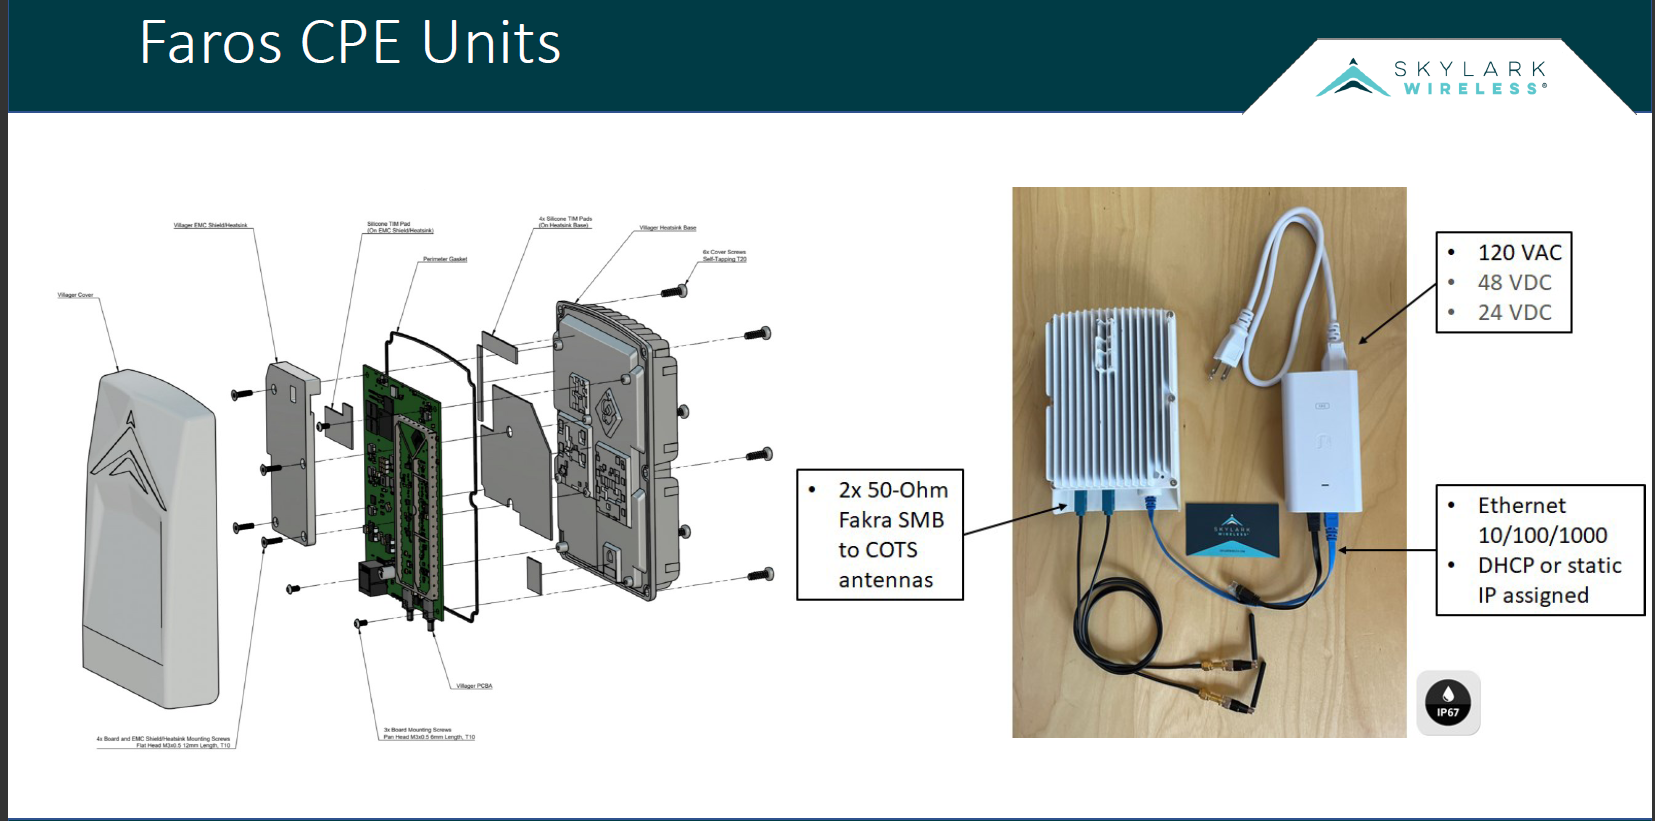 Faros CPE Units
SKYLARK
WIRELESS®
4x Silicone TIM Pads
(On Heatsink Base)
Villager EMC Shield/Heatsink
Silicone TIM Pad
(On EMC Shield/Heatsink)
Villager Heatsink Base
6x Cover Screws
Self-Tapping T20
Perimeter Gasket
Villager Cover
Villager PCBA
3x Board Mounting Screws
Pan Head M3x0.5 6mm Length, T10
4x Board and EMC Shield/Heatsink Mounting Screws
Flat Head M3x0.5 12mm Length, T10
• 2x 50-Ohm
Fakra SMB
to COTS
antennas
SKYLARK
WIRELESS
• 120 VAC
• 48 VDC
• 24 VDC
• Ethernet
10/100/1000
• DHCP or static
IP assigned
IP67